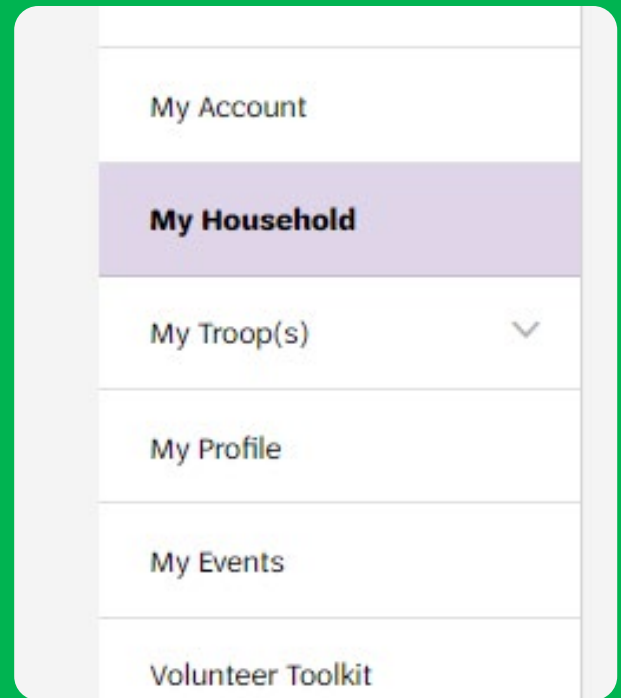 My Account
My Household
My Troop(s)
My Profile
My Events
Volunteer Toolkit